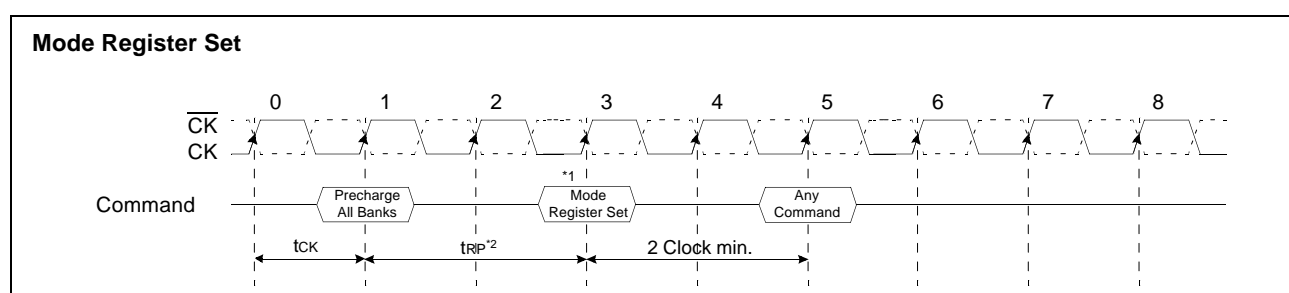 Mode Register Set
0 1 2 3 4 5 6 7 8
CK
CK
Command
Precharge
All Banks
*1
Mode
Register Set
Any
Command
tCK
tRP*2
2 Clock min.